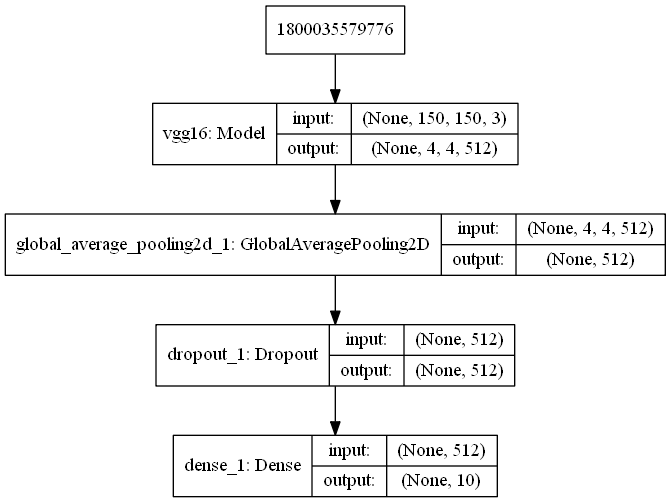 1800035579776
vgg16: Model
input:
(None, 150, 150, 3)
output:
(None, 4, 4, 512)
global_average_pooling2d_1: GlobalAveragePooling2D
input:
(None, 4, 4, 512)
output:
(None, 512)
dropout_1: Dropout
input:
(None, 512)
output:
(None, 512)
dense_1: Dense
input:
(None, 512)
output:
(None, 10)